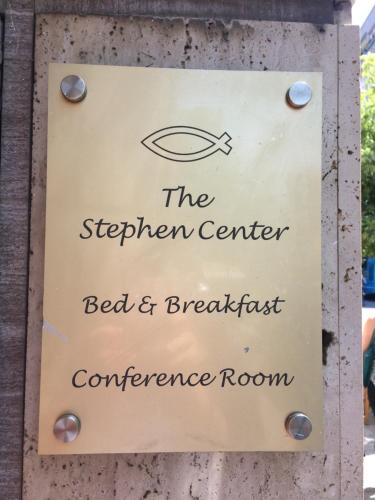 The
Stephen Center
Bed & Breakfast
Conference Room